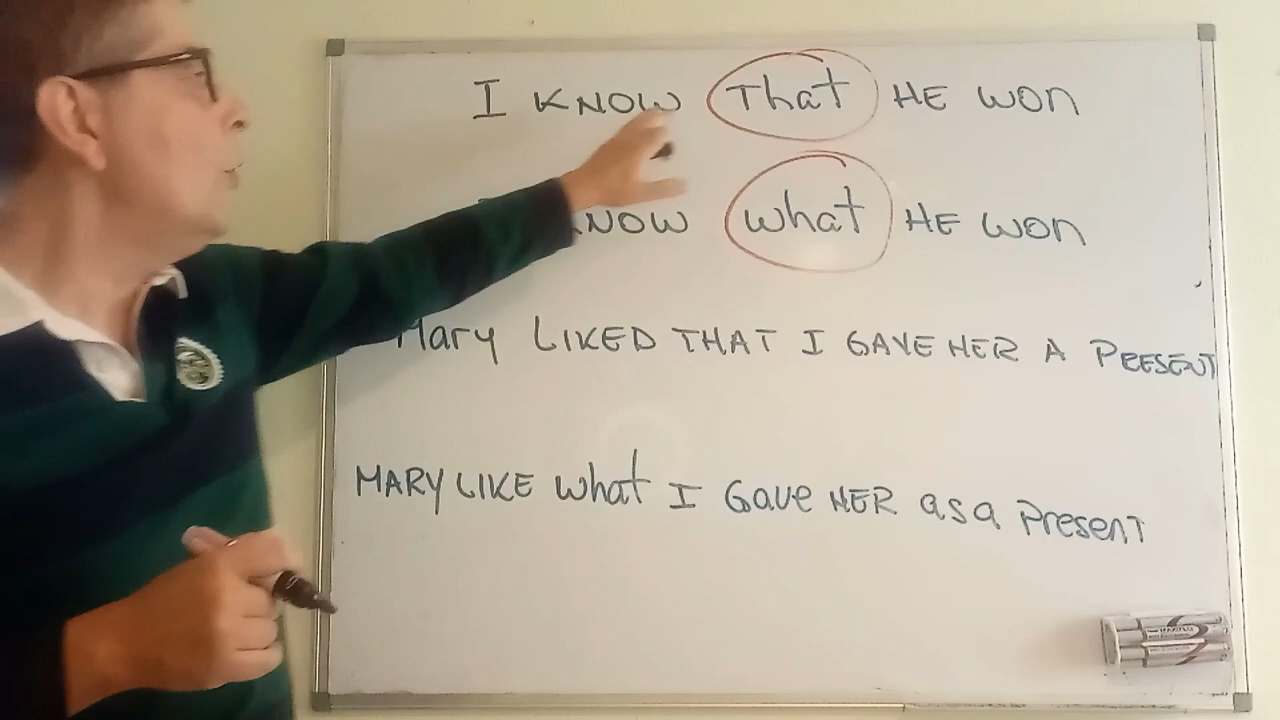 I KNOW That HE WON
KNOW what HE WON
Mary LIKED THAT I GAVE HER A PRESENT
MARY LIKE what I Gave HER as a Present